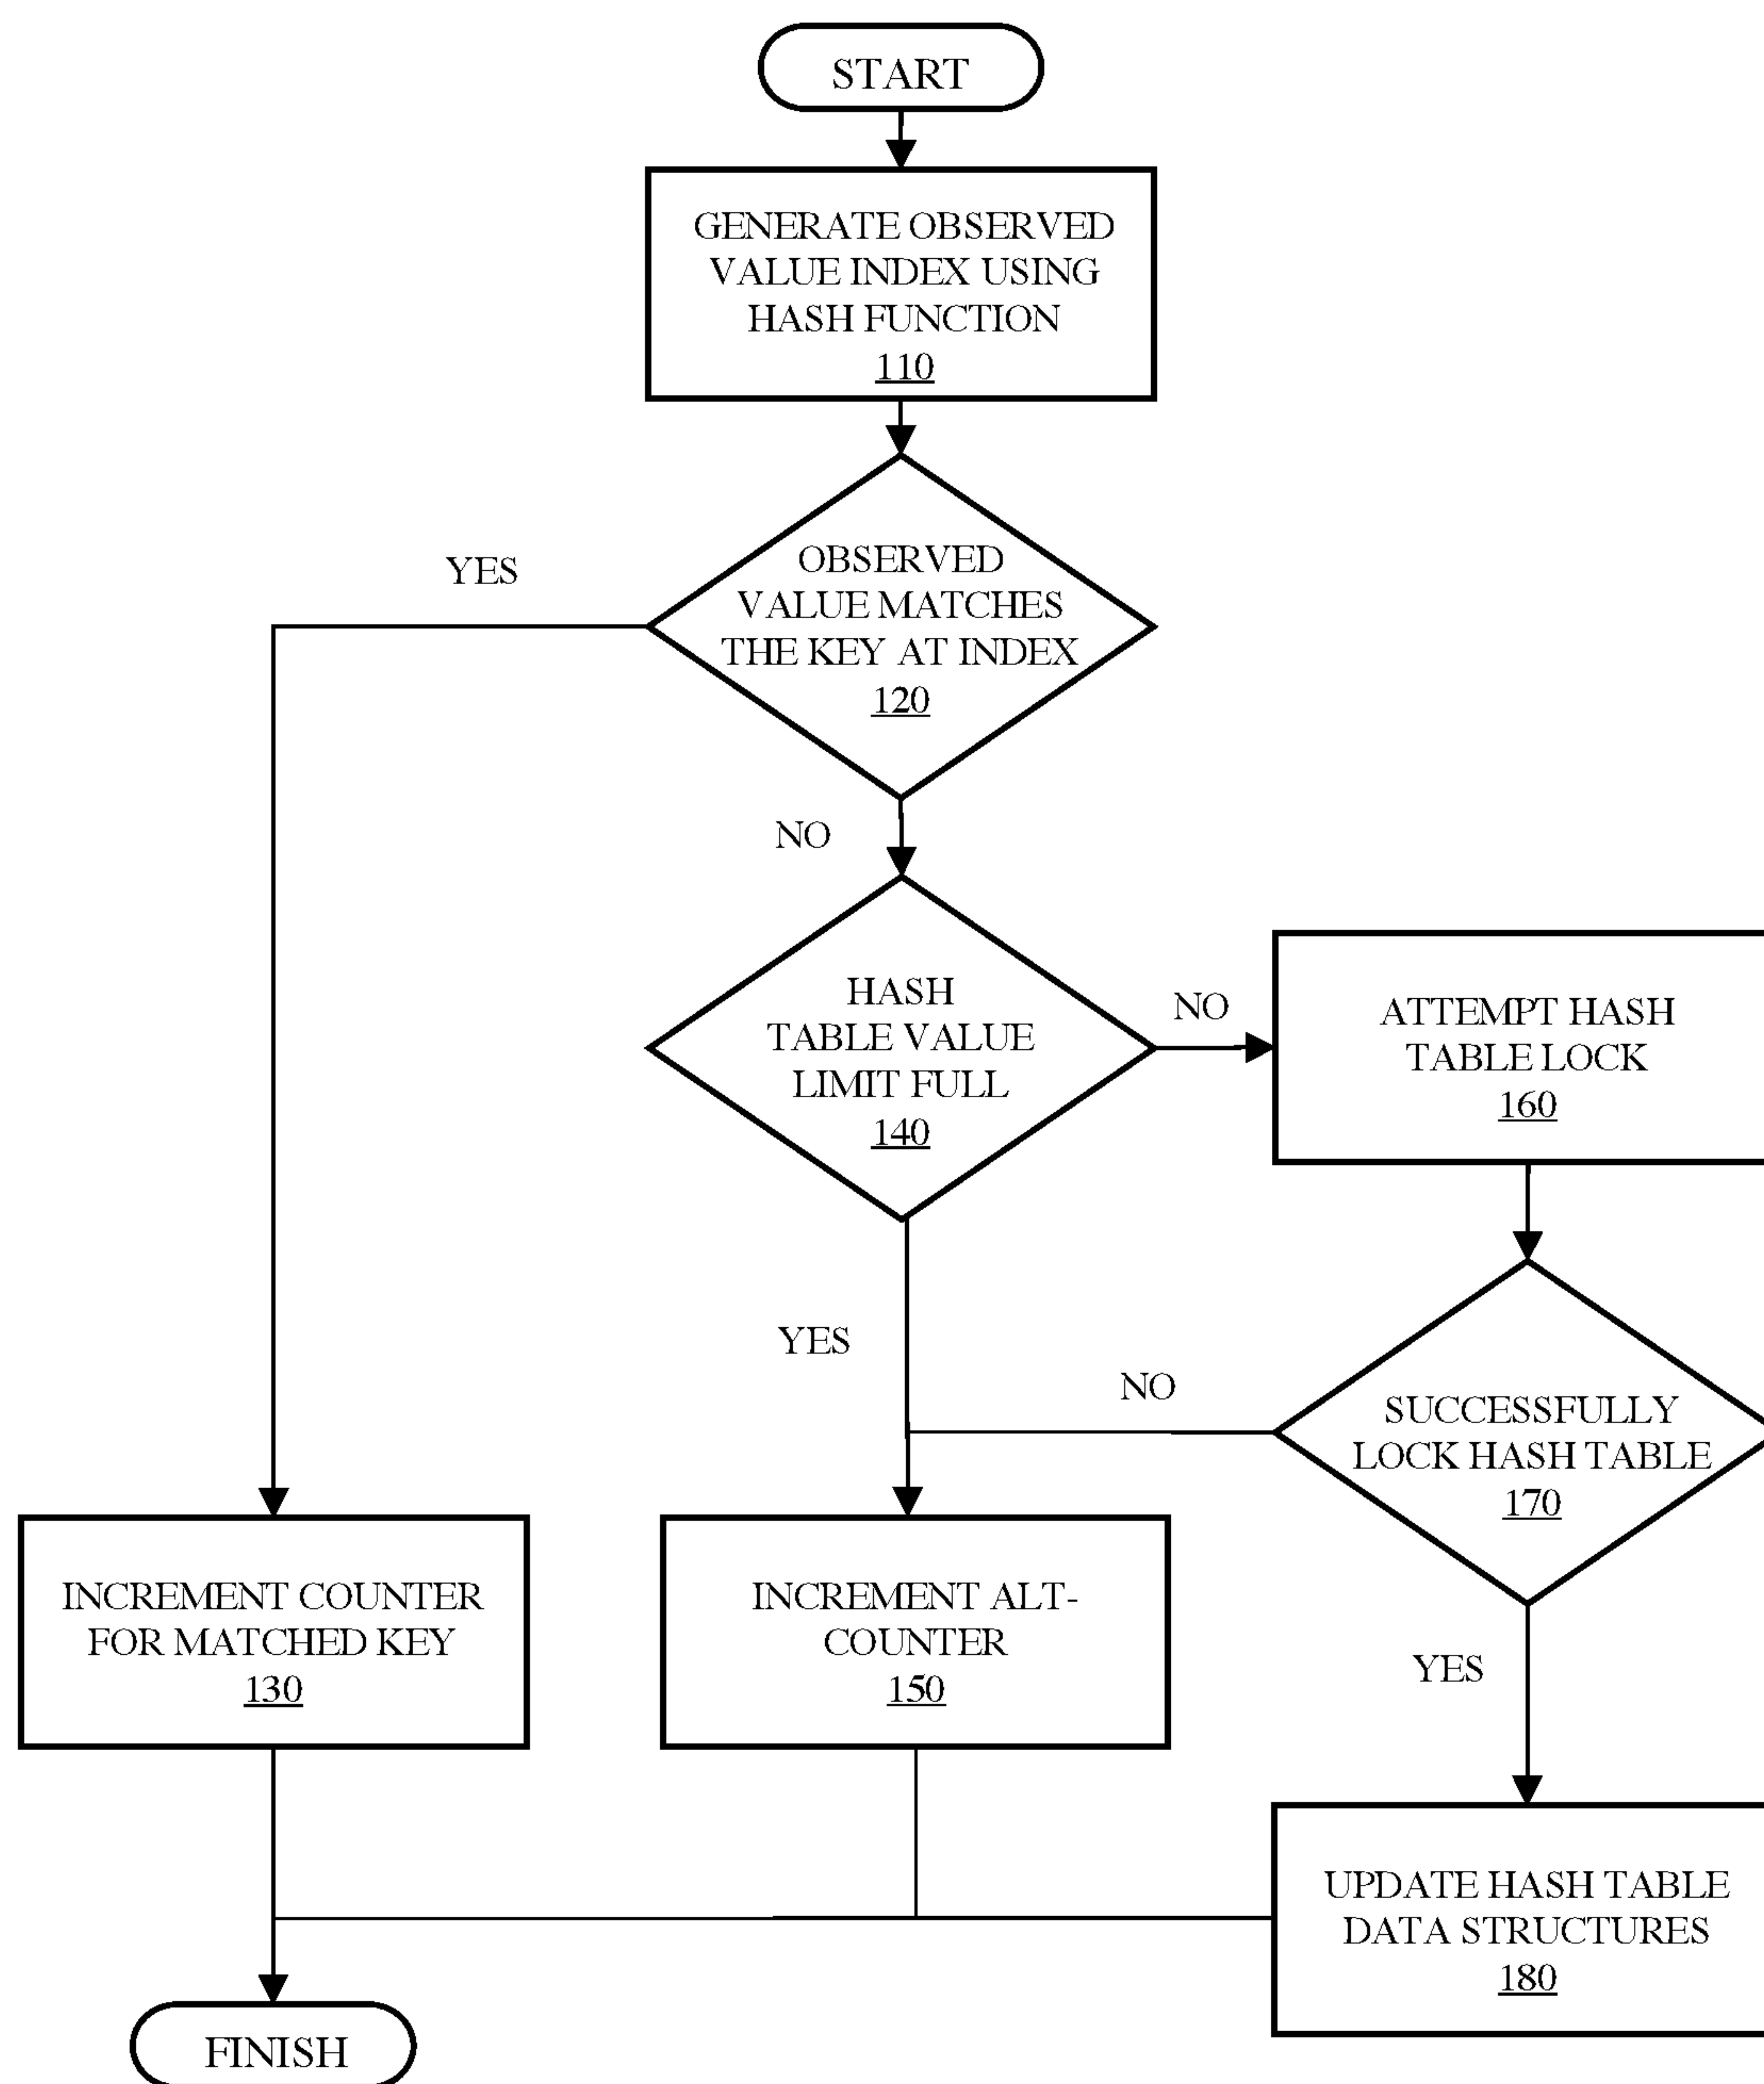 START
GENERATE OBSERVED
VALUE INDEX USING
HASH FUNCTION
110
OBSERVED
VALUE MATCHES
THE KEY AT INDEX
120
YES
NO
HASH
TABLE VALUE
LIMIT FULL
140
NO
ATTEMPT HASH
TABLE LOCK
160
YES
NO
SUCCESSFULLY
LOCK HASH TABLE
170
INCREMENT COUNTER
FOR MATCHED KEY
130
INCREMENT ALT-
COUNTER
150
YES
UPDATE HASH TABLE
DATA STRUCTURES
180
FINISH